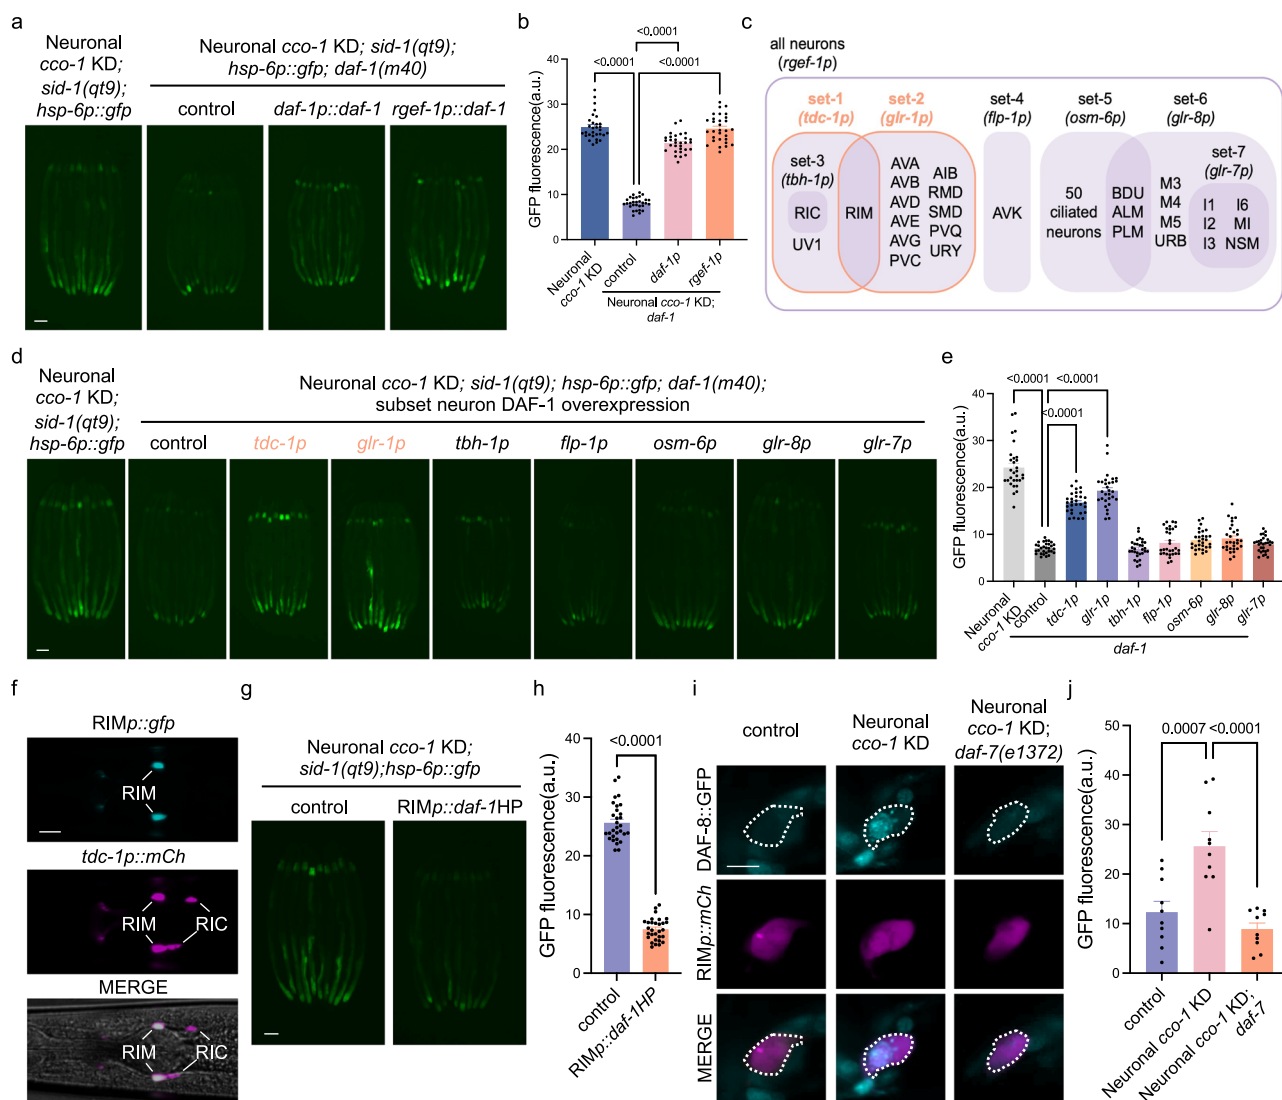 a
Neuronal
cco-1 KD;
sid-1(qt9);
hsp-6p::gfp
Neuronal cco-1 KD; sid-1(qt9);
hsp-6p::gfp; daf-1(m40)
control
daf-1p::daf-1
rgef-1p::daf-1
b
<0.0001
<0.0001
<0.0001
GFP fluorescence(a.u.)
40
30
20
10
0
Neuronal
cco-1 KD
control
daf-1p
rgef-1p
Neuronal cco-1 KD;
daf-1
c
all neurons
(rgef-1p)
set-1
(tdc-1p)
set-2
(glr-1p)
set-4
(flp-1p)
set-5
(osm-6p)
set-6
(glr-8p)
set-3
(tbh-1p)
RIC
UV1
RIM
AVA
AVB
AVD
AVE
AVG
PVC
AIB
RMD
SMD
PVQ
URY
AVK
50
ciliated
neurons
BDU
ALM
PLM
M3
M4
M5
URB
set-7
(glr-7p)
I1
I2
I3
I6
MI
NSM
d
Neuronal
cco-1 KD;
sid-1(qt9);
hsp-6p::gfp
Neuronal cco-1 KD; sid-1(qt9); hsp-6p::gfp; daf-1(m40);
subset neuron DAF-1 overexpression
control
tdc-1p
glr-1p
tbh-1p
flp-1p
osm-6p
glr-8p
glr-7p
e
<0.0001
<0.0001
<0.0001
GFP fluorescence(a.u.)
40
30
20
10
0
Neuronal
cco-1 KD
control
tdc-1p
glr-1p
tbh-1p
flp-1p
osm-6p
glr-8p
glr-7p
daf-1
f
RIMp::gfp
RIM
tdc-1p::mCh
RIM
RIC
MERGE
RIM
RIC
g
Neuronal cco-1 KD;
sid-1(qt9);hsp-6p::gfp
control
RIMp::daf-1HP
h
<0.0001
GFP fluorescence(a.u.)
40
30
20
10
0
control
RIMp::daf-1HP
i
control
Neuronal
cco-1 KD
Neuronal
cco-1 KD;
daf-7(e1372)
DAF-8::GFP
RIMp::mCh
MERGE
j
0.0007
<0.0001
GFP fluorescence(a.u.)
50
40
30
20
10
0
control
Neuronal cco-1 KD
Neuronal cco-1 KD;
daf-7